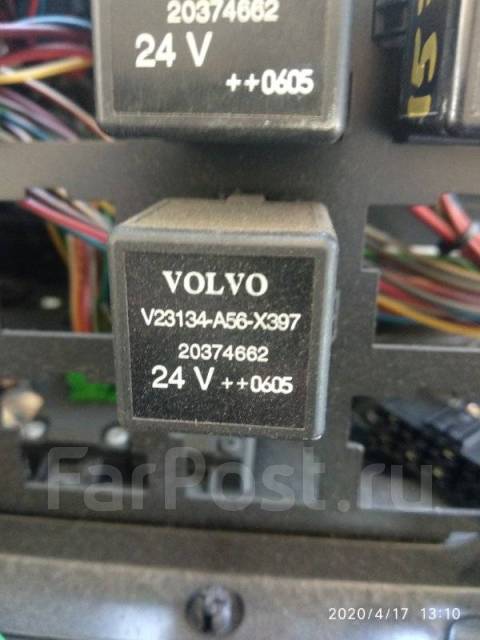 20374662
24 V
++0605
VOLVO
V23134-A56-X397
20374662
24 V ++0605
FarPost.ru
2020/4/17 13:10